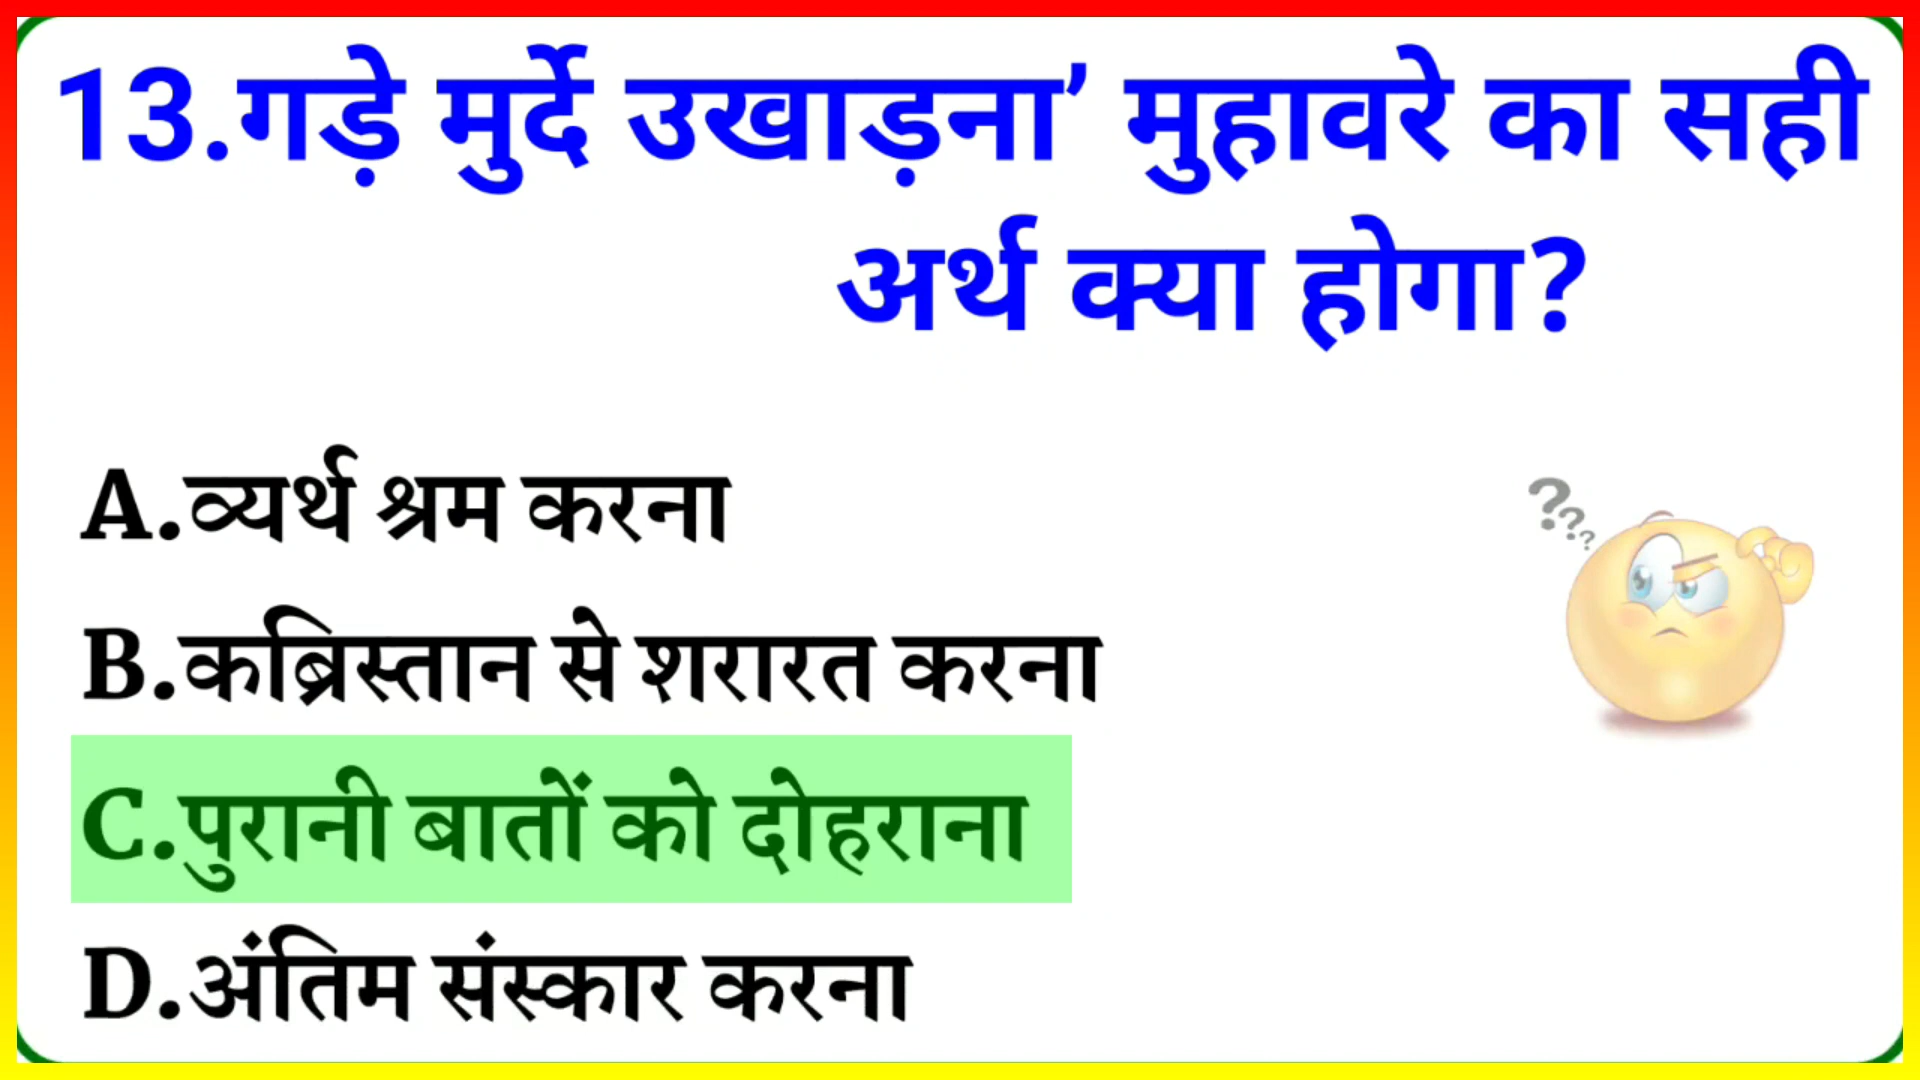 13.गड़े मुर्दे उखाड़ना’ मुहावरे का सही
अर्थ क्या होगा?
???
A.व्यर्थ श्रम करना
B.कब्रिस्तान से शरारत करना
C.पुरानी बातों को दोहराना
D.अंतिम संस्कार करना